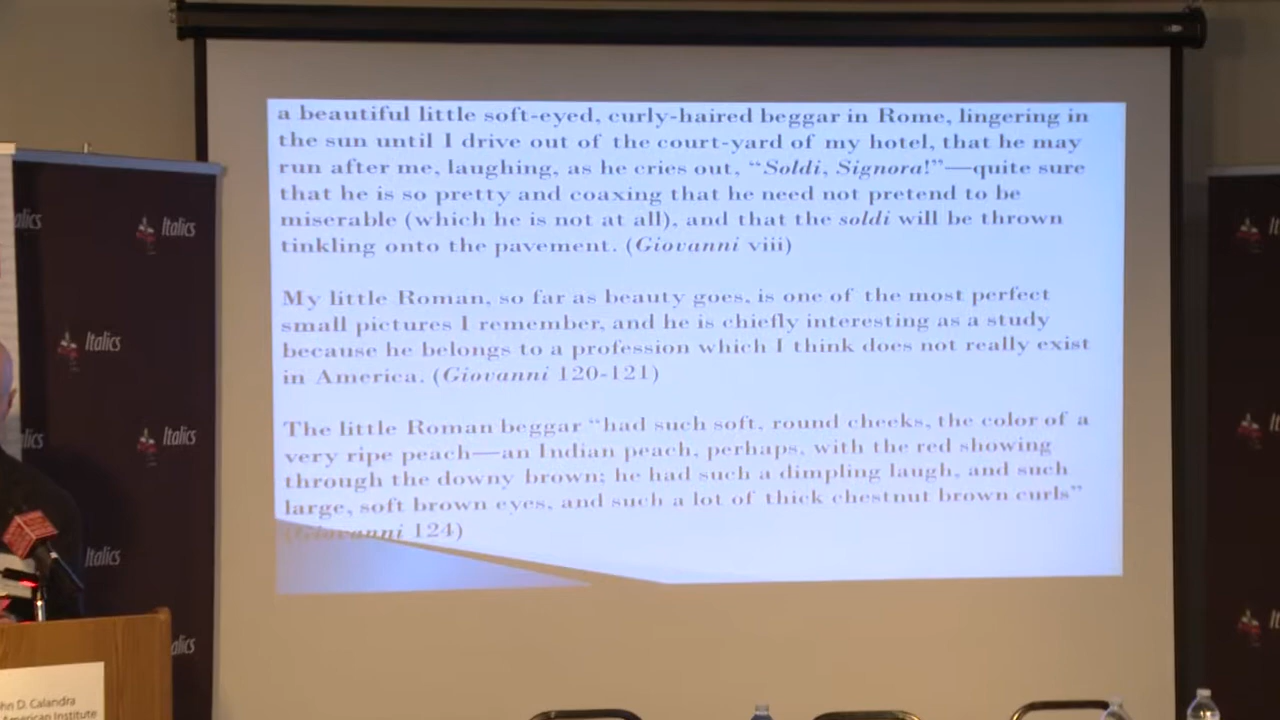 a beautiful little soft-eyed, curly-haired beggar in Rome, lingering in
the sun until I drive out of the court-yard of my hotel, that he may
run after me, laughing, as he cries out, “Soldi, Signora!”—quite sure
that he is so pretty and coaxing that he need not pretend to be
miserable (which he is not at all), and that the soldi will be thrown
tinkling onto the pavement. (Giovanni viii)
My little Roman, so far as beauty goes, is one of the most perfect
small pictures I remember, and he is chiefly interesting as a study
because he belongs to a profession which I think does not really exist
in America. (Giovanni 120-121)
The little Roman beggar “had such soft, round cheeks, the color of a
very ripe peach—an Indian peach, perhaps, with the red showing
through the downy brown; he had such a dimpling laugh, and such
large, soft brown eyes, and such a lot of thick chestnut brown curls”
(Giovanni 124)
alics
Italics
Italics
alics
Italics
Italics
alics
hn D. Calandra
American Institute
It
It
It